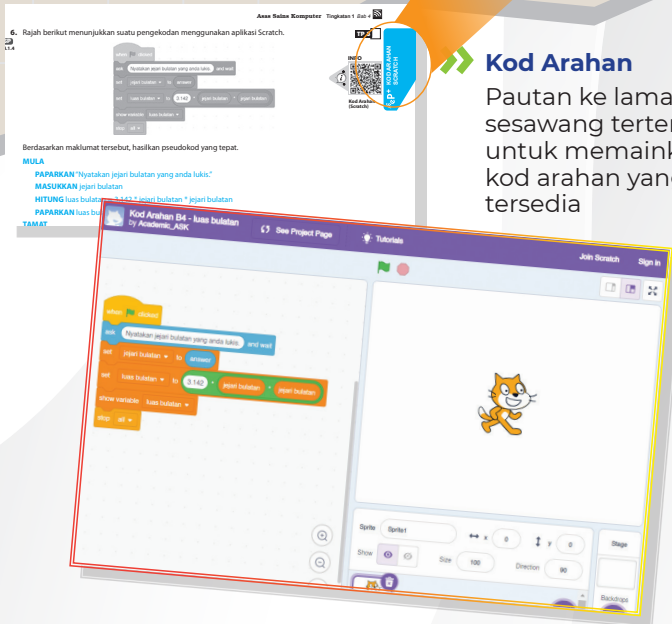 Asas Sains Komputer Tingkatan 1 Bab 4
6. Rajah berikut menunjukkan suatu pengekodan menggunakan aplikasi Scratch.
TP 3
when clicked
ask Nyatakan jejari bulatan yang anda lukis. and wait
set jejari bulatan to answer
set luas bulatan to 3.142 * jejari bulatan * jejari bulatan
show variable luas bulatan
stop all
INFO
Kod Arahan
(Scratch)
KOD ARAHAN
SCRATCH
Berdasarkan maklumat tersebut, hasilkan pseudokod yang tepat.
MULA
PAPARKAN "Nyatakan jejari bulatan yang anda lukis."
MASUKKAN jejari bulatan
HITUNG luas bulatan = 3.142 * jejari bulatan * jejari bulatan
PAPARKAN luas bu
TAMAT
Kod Arahan
Pautan ke lama
sesawang terte
untuk memaink
kod arahan yan
tersedia
Kod Arahan B4 - luas bulatan
by Academic_ASK
See Project Page
Tutorials
Join Scratch
Sign in
when clicked
ask Nyatakan jejari bulatan yang anda lukis. and wait
set jejari bulatan to answer
set luas bulatan to 3.142 * jejari bulatan * jejari bulatan
show variable luas bulatan
stop all
Sprite Sprite1 x 0 y 0
Show Size 100 Direction 90
Stage
Backdrops